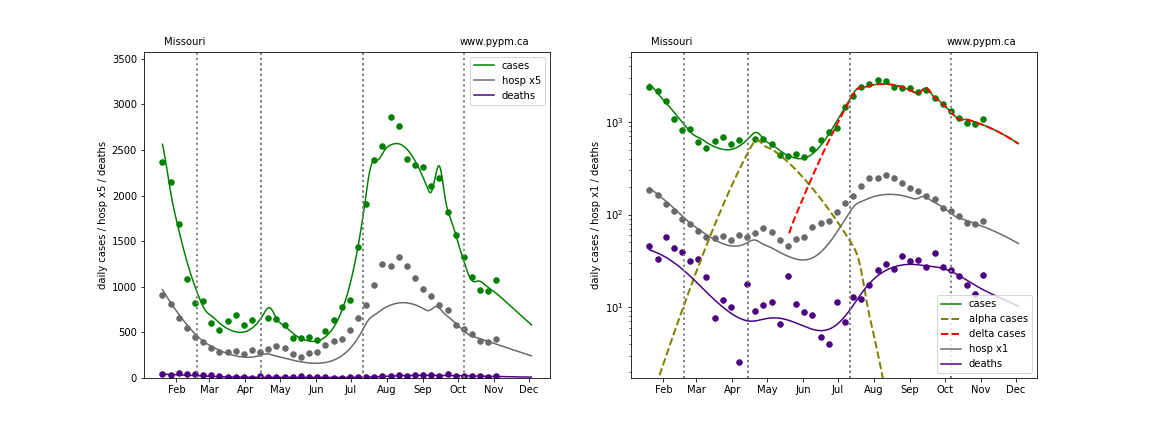 Missouri
www.pypm.ca
daily cases / hosp x5 / deaths
3500
3000
2500
2000
1500
1000
500
0
cases
hosp x5
deaths
Feb Mar Apr May Jun Jul Aug Sep Oct Nov Dec
Missouri
www.pypm.ca
daily cases / hosp x1 / deaths
10³
10²
10¹
cases
alpha cases
delta cases
hosp x1
deaths
Feb Mar Apr May Jun Jul Aug Sep Oct Nov Dec